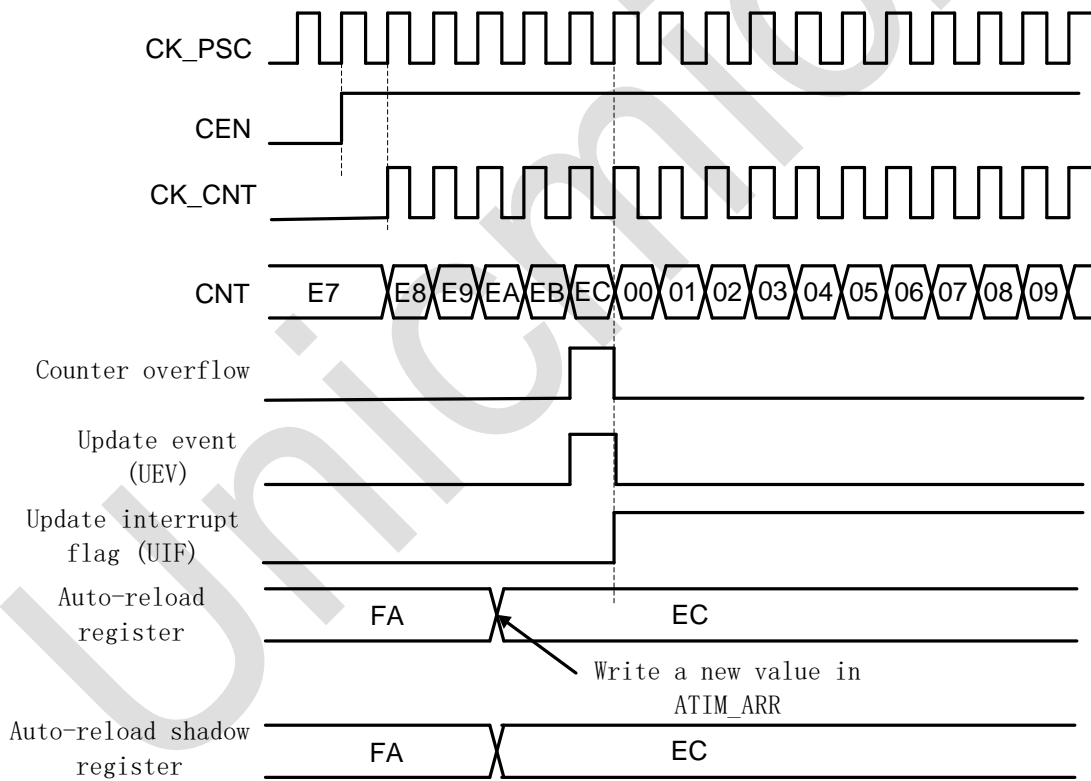 CK_PSC
CEN
CK_CNT
CNT E7 E8 E9 EA EB EC 00 01 02 03 04 05 06 07 08 09
Counter overflow
Update event
(UEV)
Update interrupt
flag (UIF)
Auto-reload
register
FA EC
Write a new value in
ATIM_ARR
Auto-reload shadow
register
FA EC